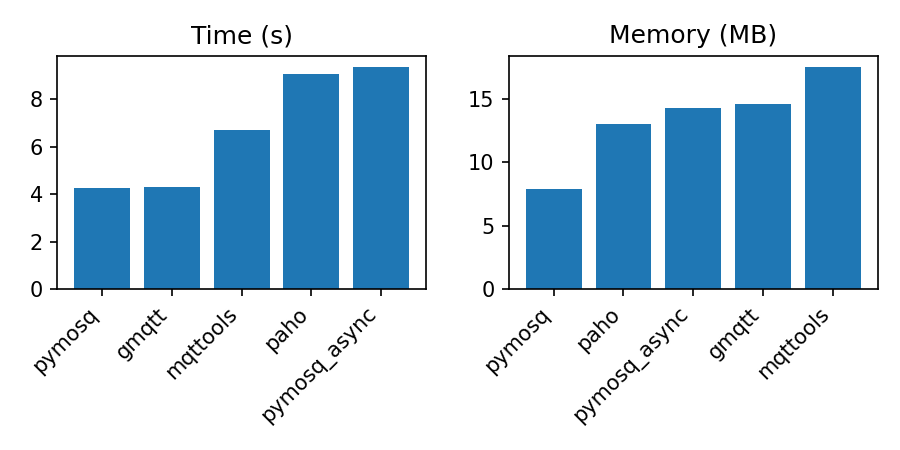 Time (s)
8
6
4
2
0
pymosq
gmqtt
mqttools
paho
pymosq_async
Memory (MB)
15
10
5
0
pymosq
paho
pymosq_async
gmqtt
mqttools